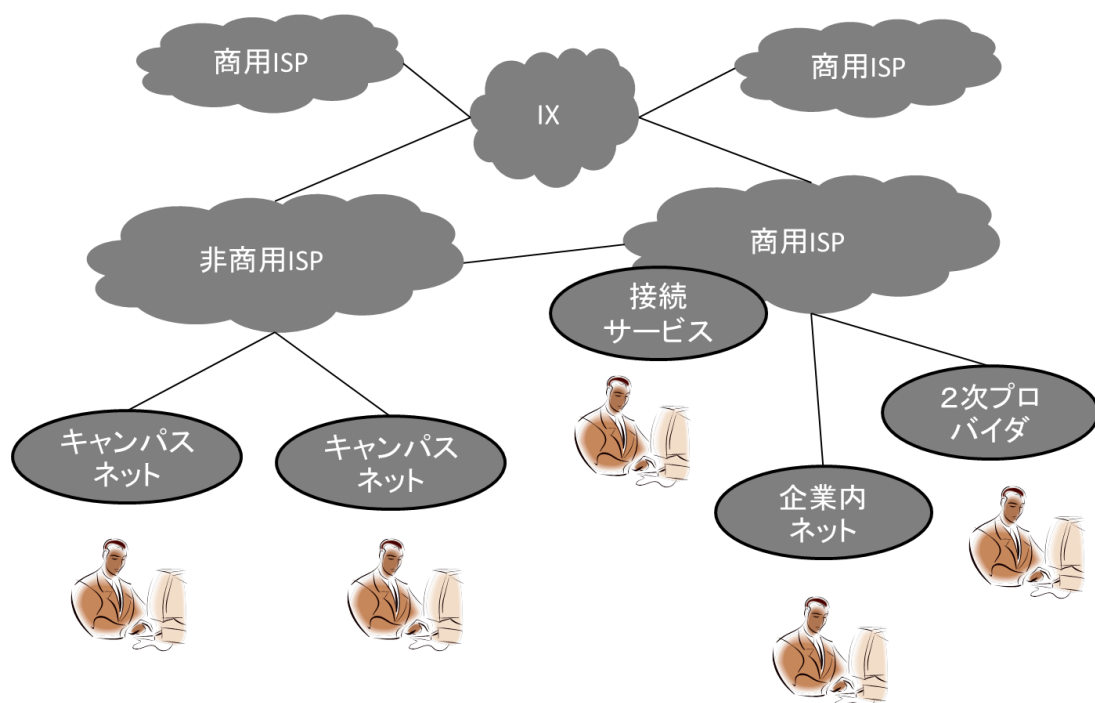 商用ISP
商用ISP
IX
非商用ISP
商用ISP
接続
サービス
２次プロ
バイダ
キャンパス
ネット
キャンパス
ネット
企業内
ネット